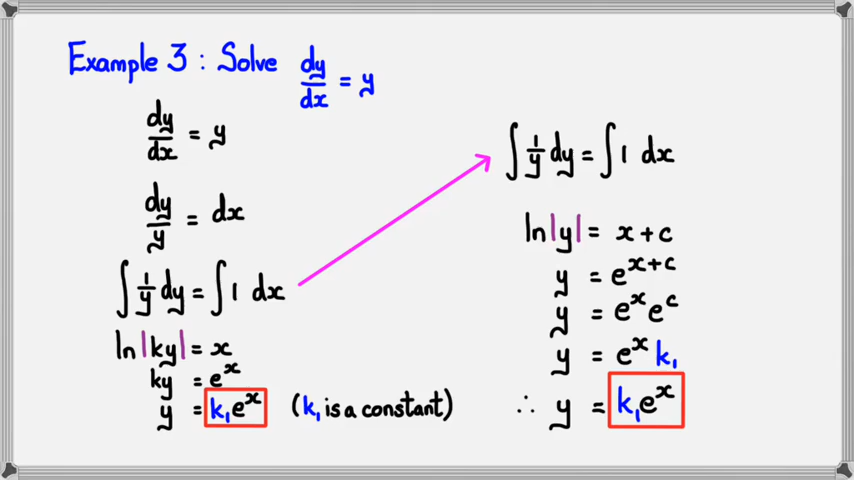 Example 3 : Solve dy/dx = y
dy/dx = y
dy/y = dx
∫ 1/y dy = ∫ 1 dx
ln|ky| = x
ky = e^x
y = k₁e^x (k₁ is a constant)
∫ 1/y dy = ∫ 1 dx
ln|y| = x + c
y = e^(x+c)
y = e^x e^c
y = e^x k₁
∴ y = k₁e^x